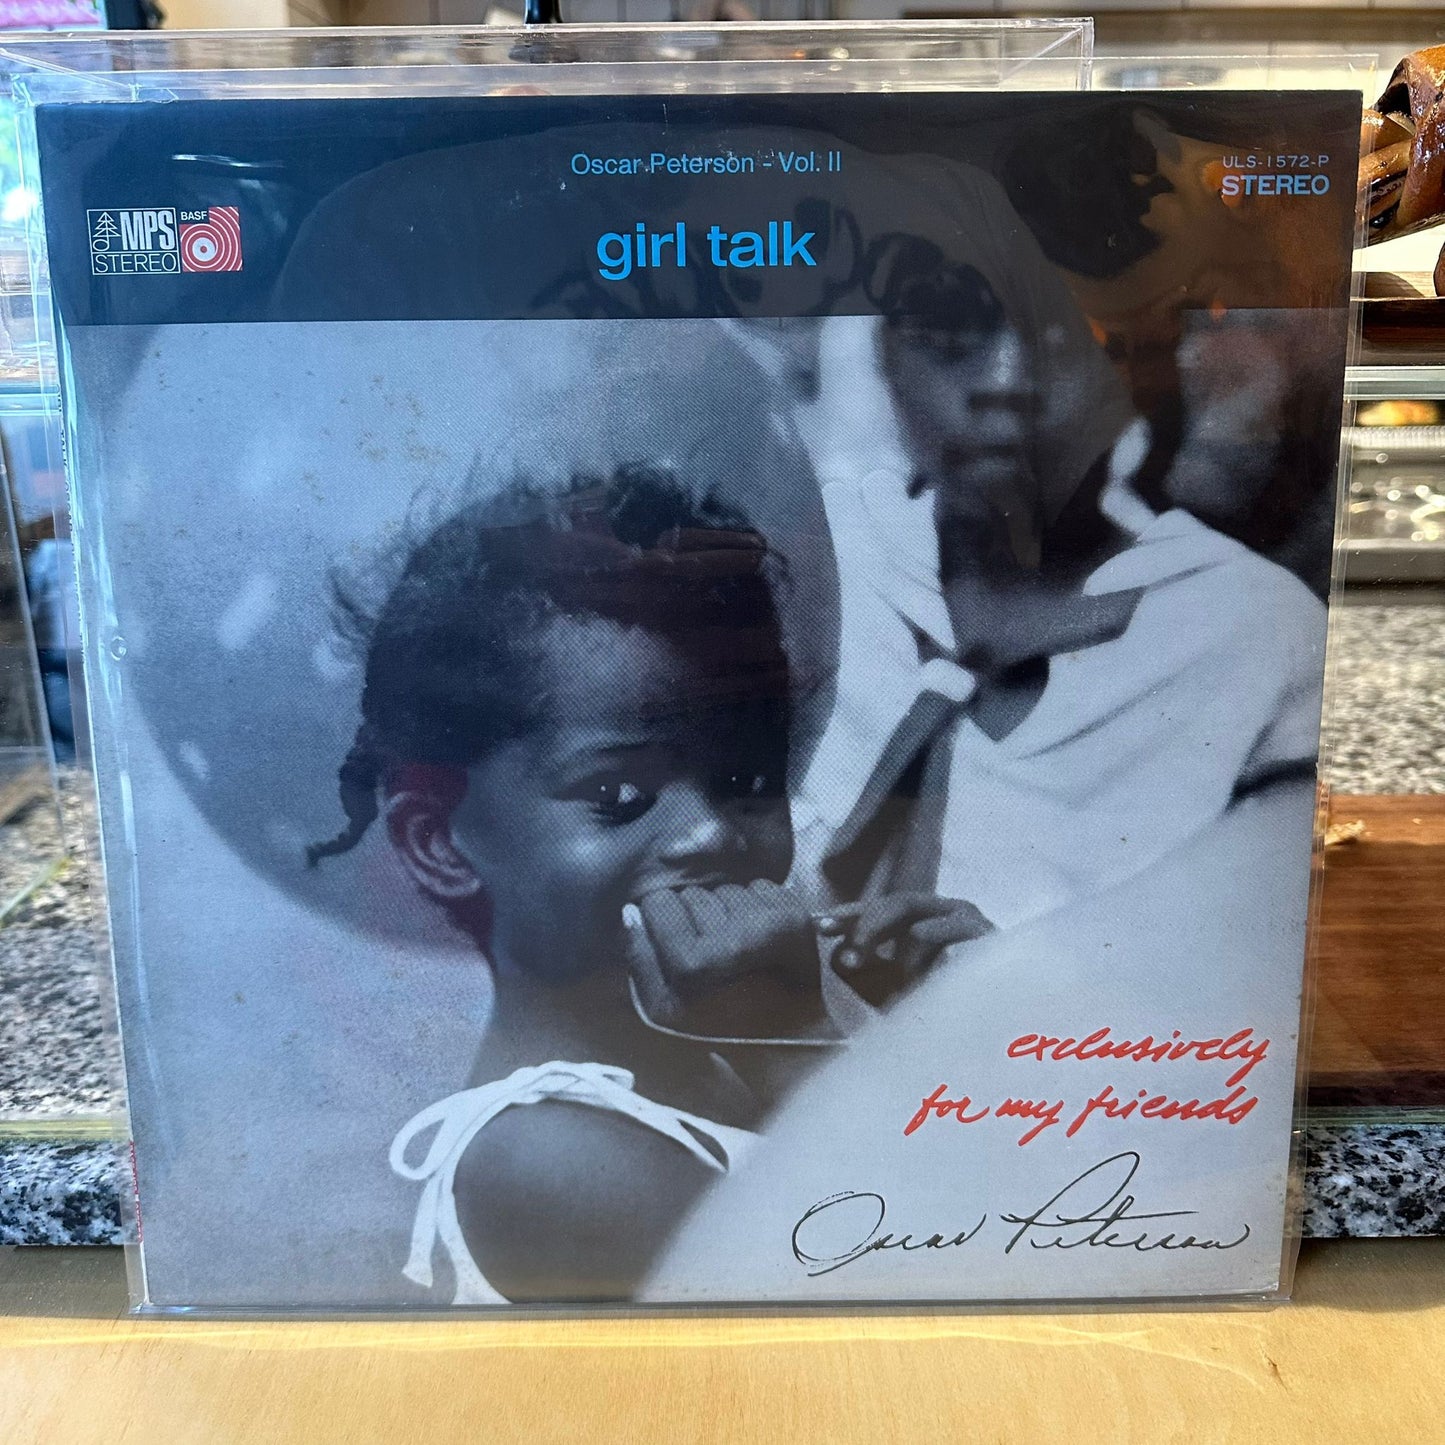 Oscar Peterson - Vol. II
ULS-1572-P
STEREO
MPS
STEREO
BASF
girl talk
exclusively
for my friends
Oscar Peterson